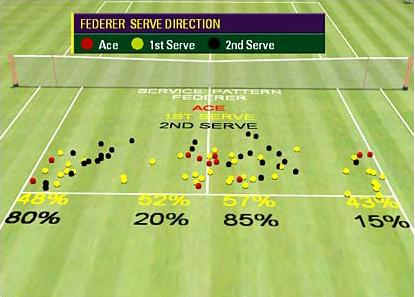 FEDERER SERVE DIRECTION
Ace 1st Serve 2nd Serve
SERVICE PATTERN
FEDERER
ACE
1ST SERVE
2ND SERVE
48% 52% 57% 43%
80% 20% 85% 15%